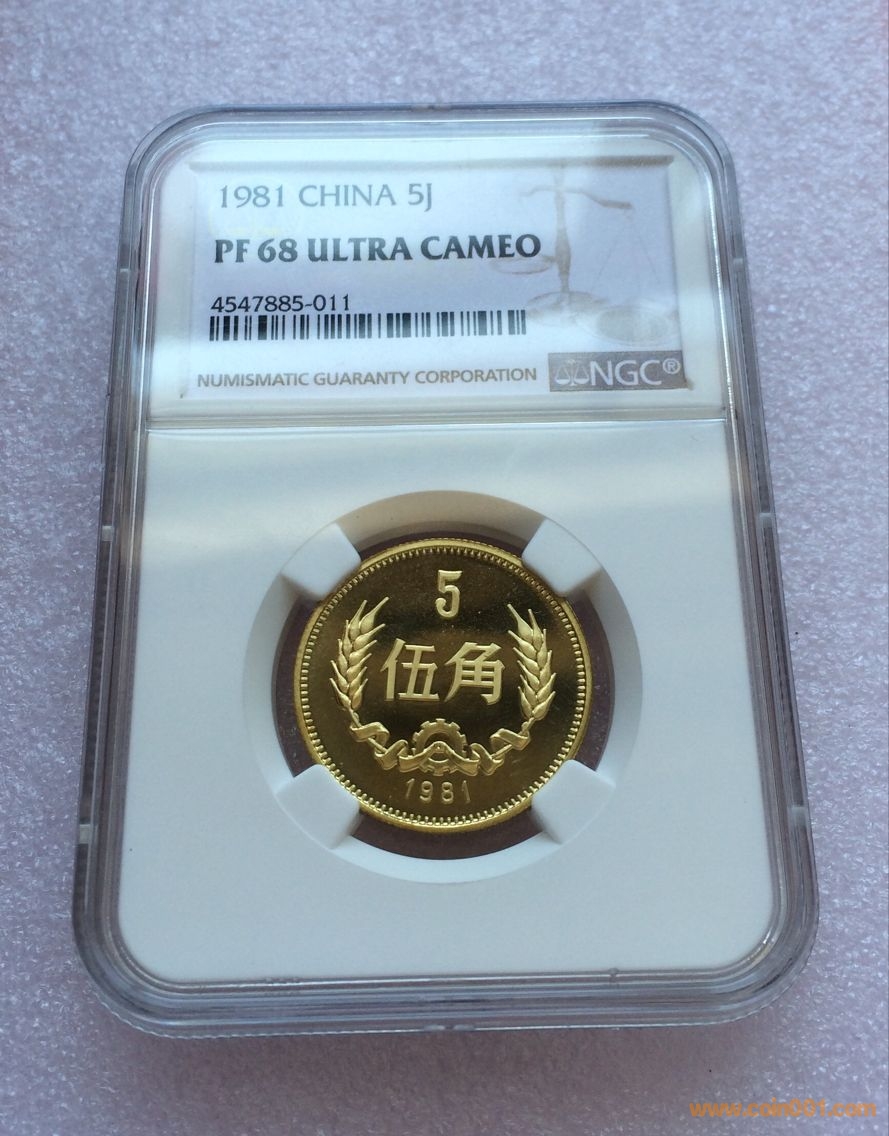 1981 CHINA 5J
PF 68 ULTRA CAMEO
4547885-011
NUMISMATIC GUARANTY CORPORATION NGC®
5
伍角
1981
www.coin001.com